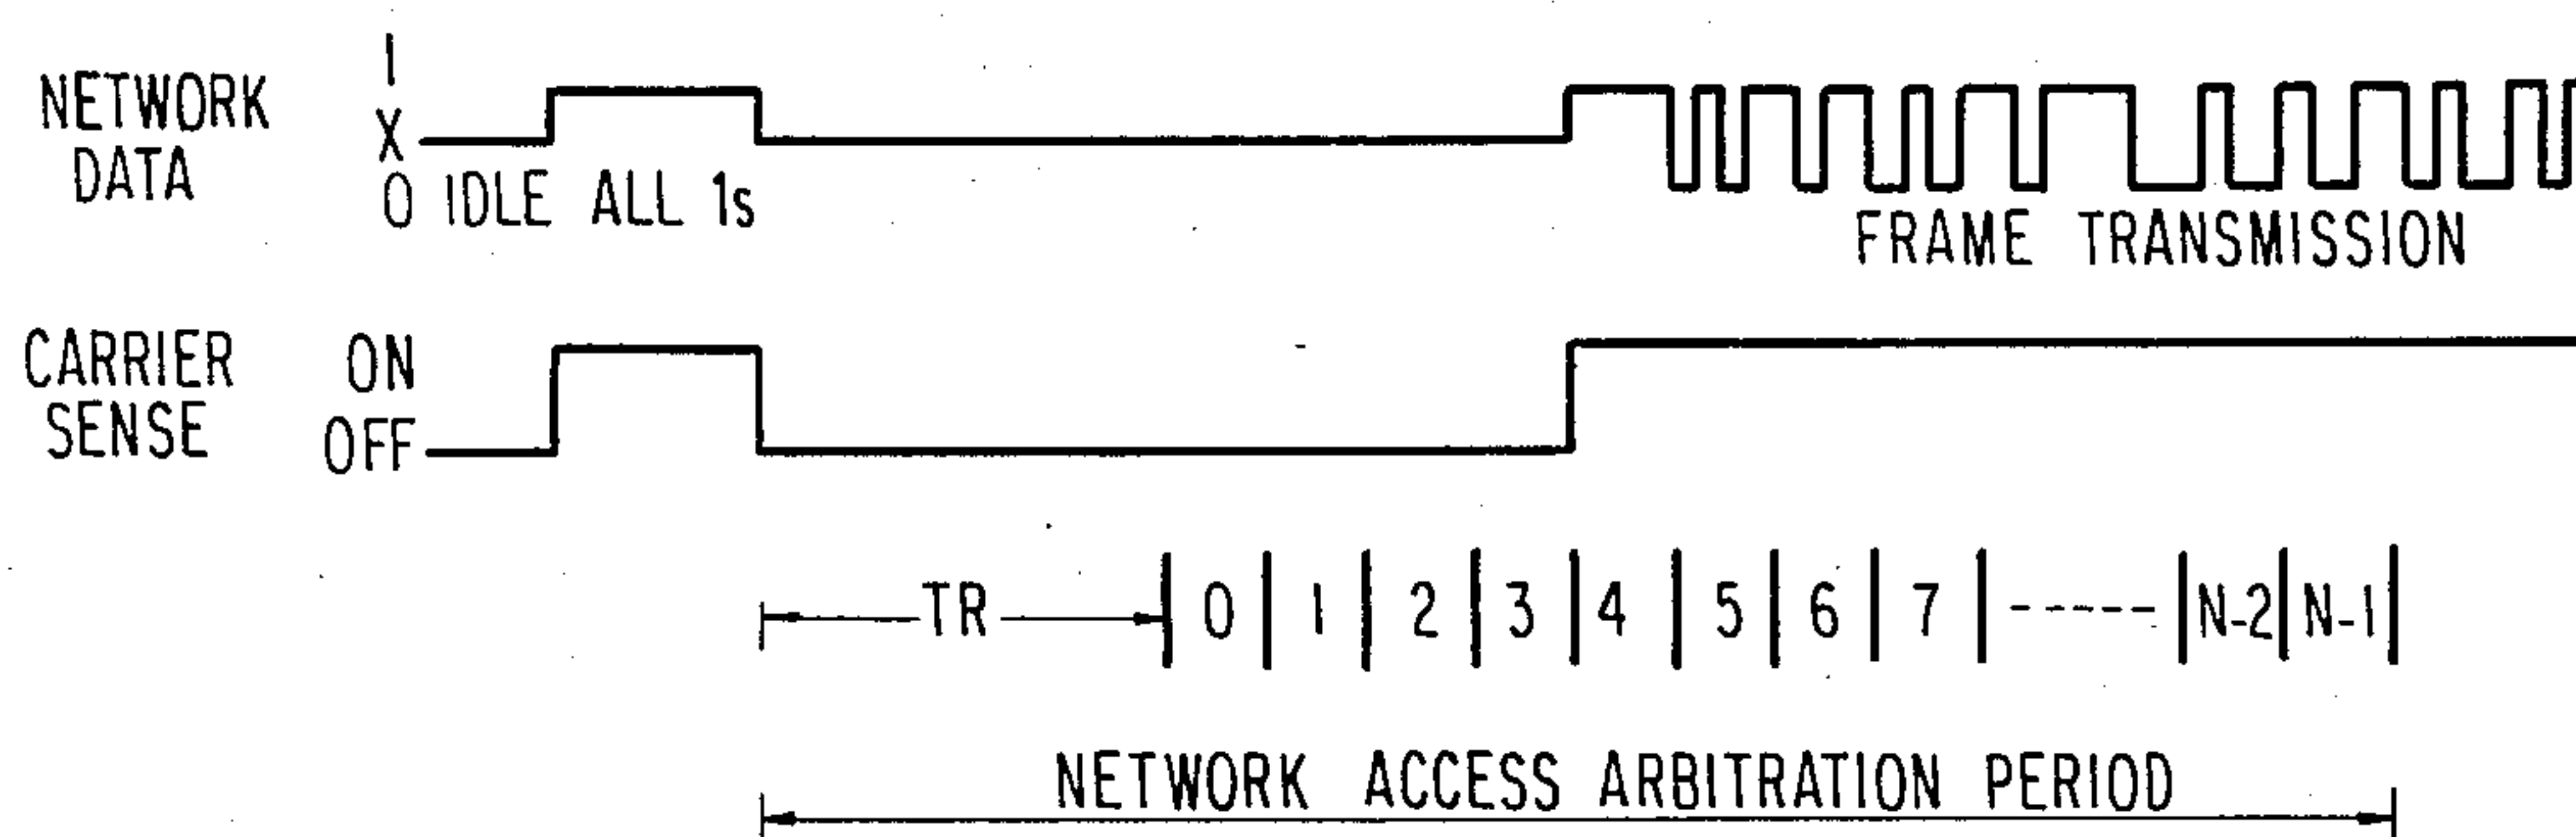 NETWORK
DATA
1
X
0
IDLE ALL 1s
FRAME TRANSMISSION
CARRIER
SENSE
ON
OFF
TR
0 1 2 3 4 5 6 7 ----- N-2 N-1
NETWORK ACCESS ARBITRATION PERIOD